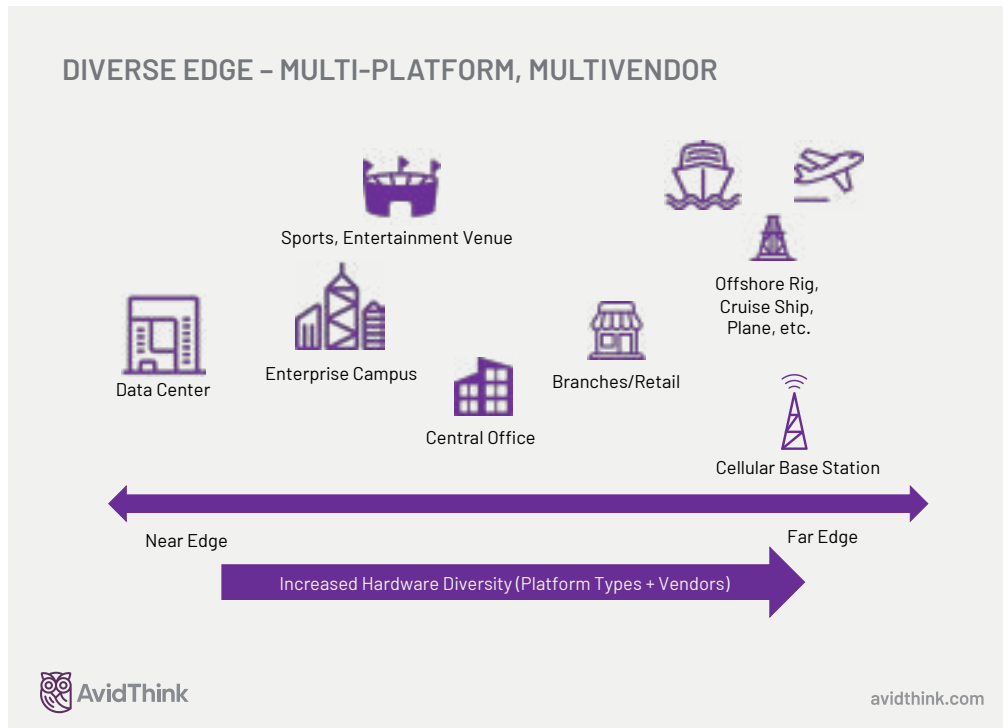 DIVERSE EDGE – MULTI-PLATFORM, MULTIVENDOR
Sports, Entertainment Venue
Offshore Rig,
Cruise Ship,
Plane, etc.
Enterprise Campus
Branches/Retail
Data Center
Central Office
Cellular Base Station
Near Edge
Far Edge
Increased Hardware Diversity (Platform Types + Vendors)
AvidThink
avidthink.com